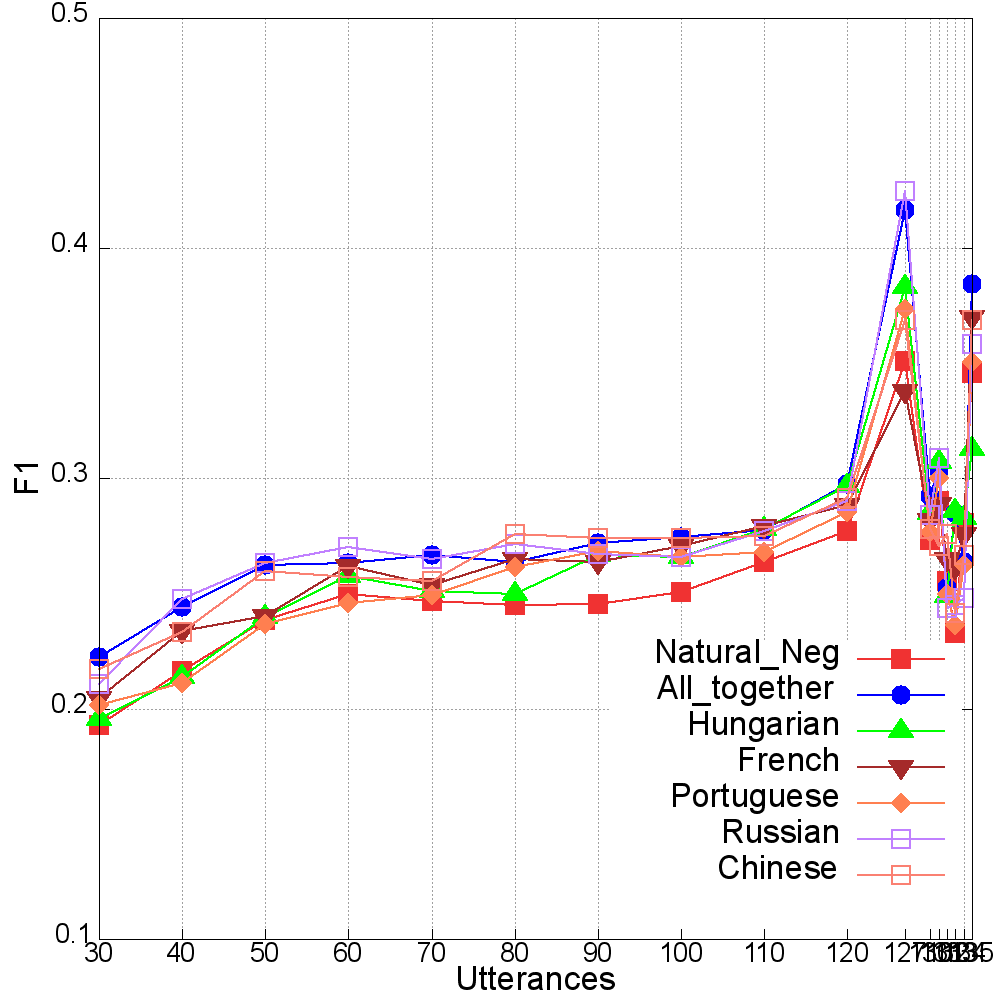 0.5
0.4
0.3
0.2
0.1
F1
Natural_Neg
All_together
Hungarian
French
Portuguese
Russian
Chinese
30 40 50 60 70 80 90 100 110 120 127
Utterances